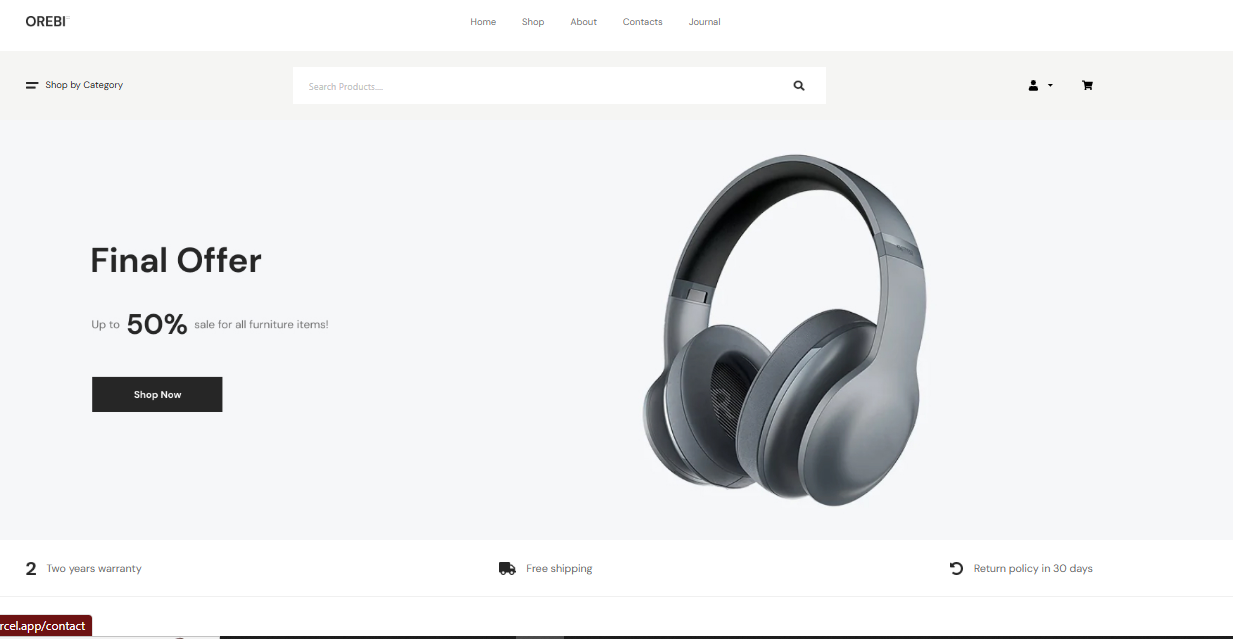 OREBI
Home Shop About Contacts Journal
Shop by Category
Search Products....
Final Offer
Up to 50% sale for all furniture items!
Shop Now
2 Two years warranty
Free shipping
Return policy in 30 days
rcel.app/contact